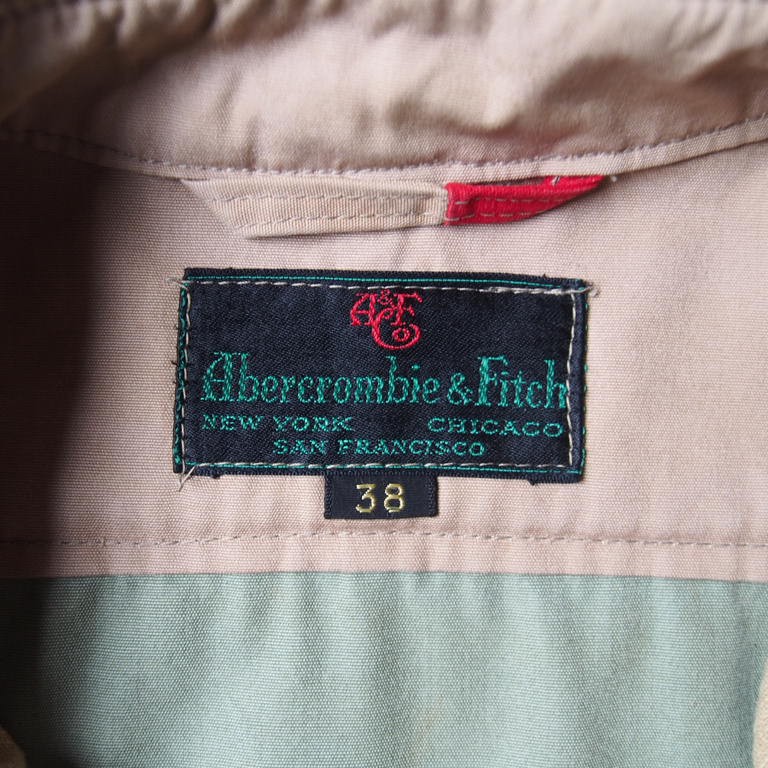 A&F Co
Abercrombie & Fitch
NEW YORK CHICAGO
SAN FRANCISCO
38